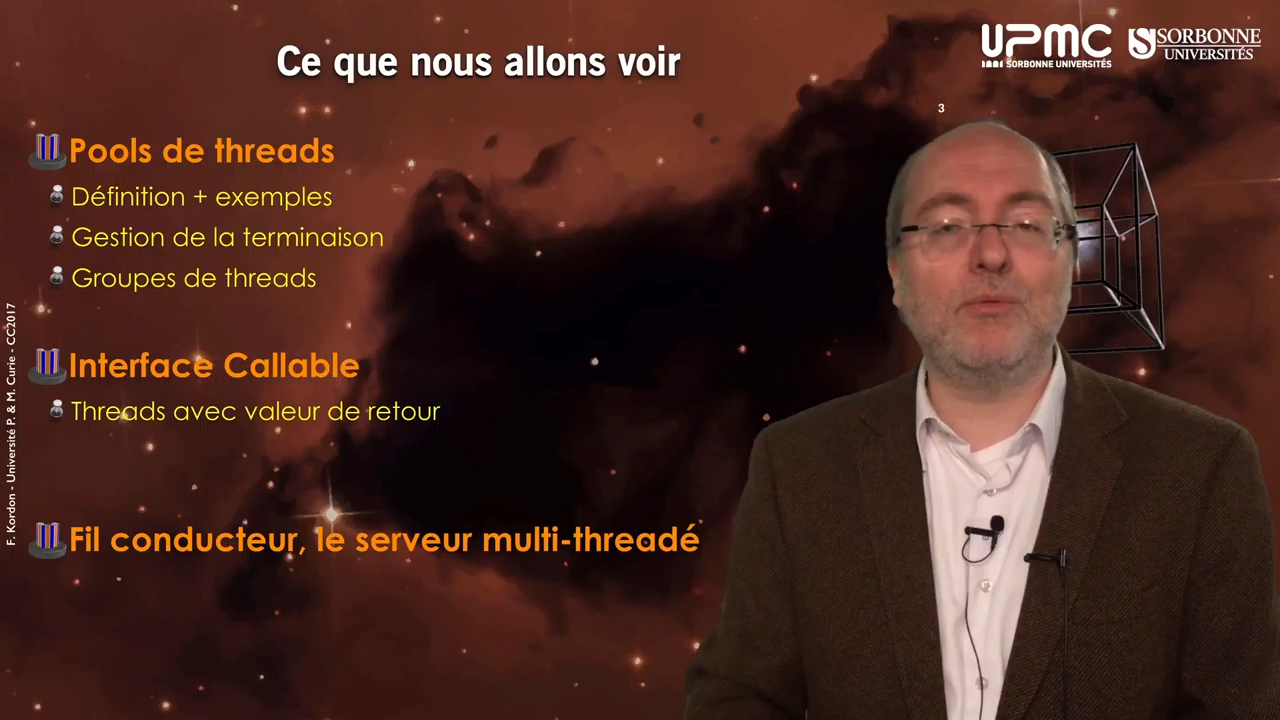 Ce que nous allons voir
UPMC
SORBONNE UNIVERSITÉS
SORBONNE
UNIVERSITÉS
3
Pools de threads
Définition + exemples
Gestion de la terminaison
Groupes de threads
Interface Callable
Threads avec valeur de retour
Fil conducteur, le serveur multi-threadé
F. Kordon - Université P. & M. Curie - CC2017